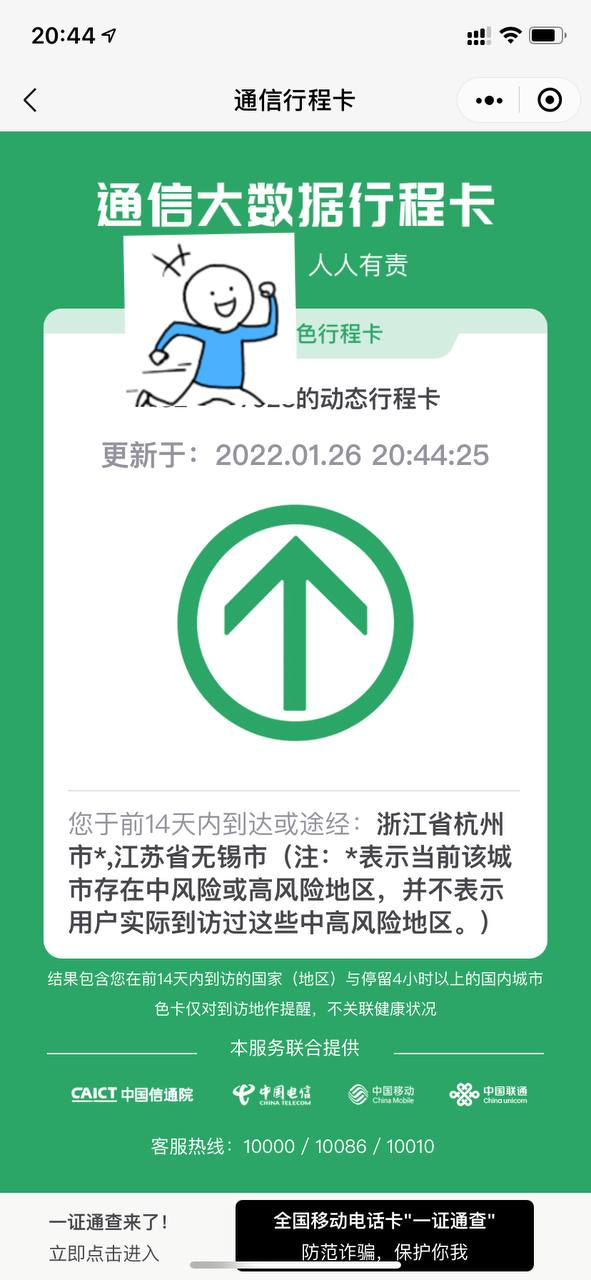 20:44
通信行程卡
通信大数据行程卡
人人有责
色行程卡
的动态行程卡
更新于：2022.01.26 20:44:25
您于前14天内到达或途经：浙江省杭州
市*,江苏省无锡市（注：*表示当前该城
市存在中风险或高风险地区，并不表示
用户实际到访过这些中高风险地区。）
结果包含您在前14天内到访的国家（地区）与停留4小时以上的国内城市
色卡仅对到访地作提醒，不关联健康状况
本服务联合提供
CAICT 中国信通院 中国电信 CHINA TELECOM 中国移动 China Mobile 中国联通 China unicom
客服热线：10000 / 10086 / 10010
一证通查来了！
立即点击进入
全国移动电话卡"一证通查"
防范诈骗，保护你我